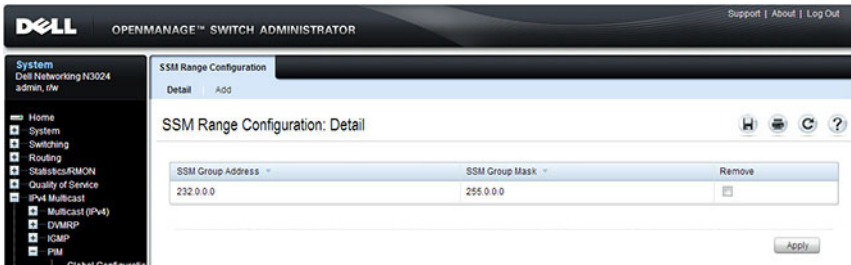 Support | About | Log Out
DELL OPENMANAGE™ SWITCH ADMINISTRATOR
System
Dell Networking N3024
admin, r/w
Home
System
Switching
Routing
Statistics/RMON
Quality of Service
IPv4 Multicast
Multicast (IPv4)
DVMRP
IGMP
PIM
SSM Range Configuration
Detail Add
SSM Range Configuration: Detail
?
SSM Group Address SSM Group Mask Remove
232.0.0.0 255.0.0.0
Apply